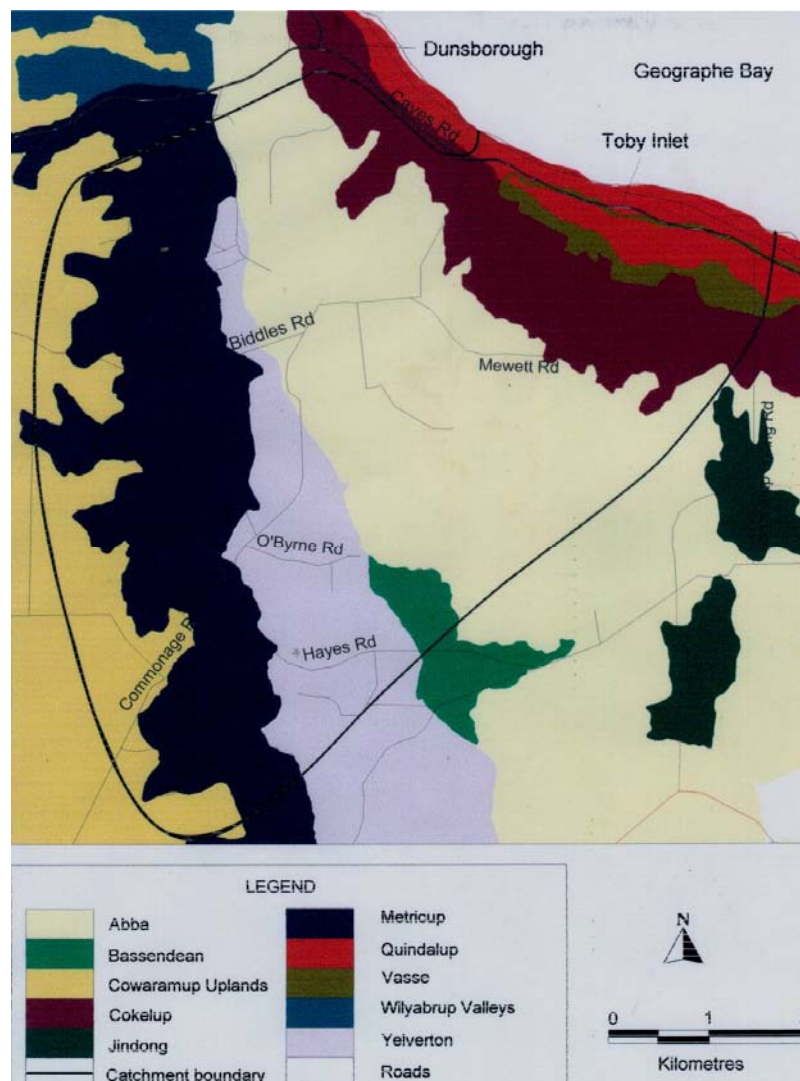 Dunsborough
Geographe Bay
Caves Rd
Toby Inlet
Biddles Rd
Mewett Rd
O'Byrne Rd
Hayes Rd
Commonage
LEGEND
Abba
Bassendean
Cowaramup Uplands
Cokelup
Jindong
Catchment boundary
Metricup
Quindalup
Vasse
Wilyabrup Valleys
Yelverton
Roads
N
0 1
Kilometres